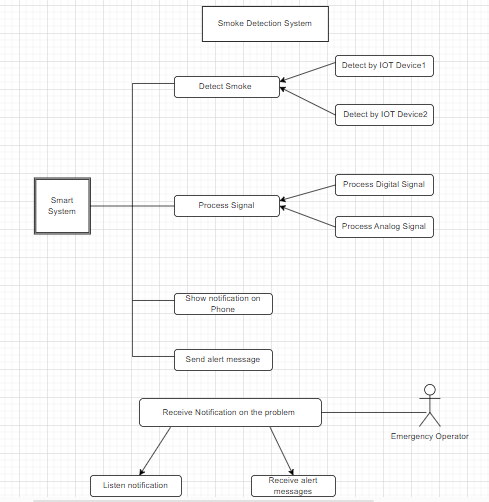 Smoke Detection System
Detect by IOT Device1
Detect Smoke
Detect by IOT Device2
Process Digital Signal
Smart
System
Process Signal
Process Analog Signal
Show notification on
Phone
Send alert message
Receive Notification on the problem
Emergency Operator
Listen notification
Receive alert
messages